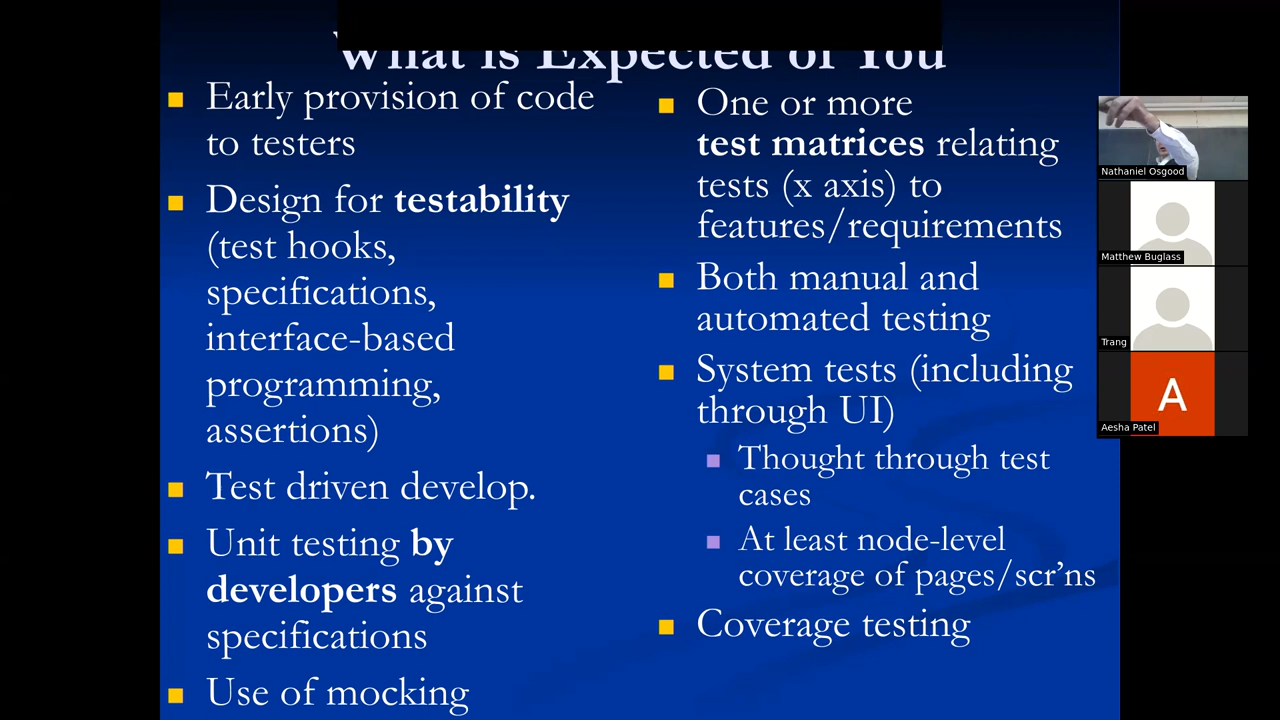 What is Expected of You
Early provision of code
to testers
Design for testability
(test hooks,
specifications,
interface-based
programming,
assertions)
Test driven develop.
Unit testing by
developers against
specifications
Use of mocking
One or more
test matrices relating
tests (x axis) to
features/requirements
Both manual and
automated testing
System tests (including
through UI)
Thought through test
cases
At least node-level
coverage of pages/scr'ns
Coverage testing
Nathaniel Osgood
Matthew Buglass
Trang
A
Aesha Patel